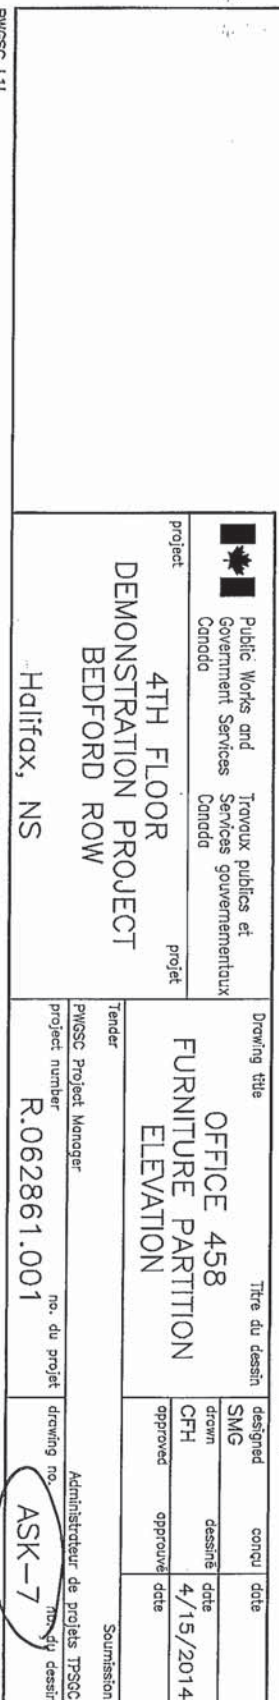 Public Works and
Government Services
Canada
Travaux publics et
Services gouvernementaux
Canada
project
projet
4TH FLOOR
DEMONSTRATION PROJECT
BEDFORD ROW
Halifax, NS
Drawing title
Titre du dessin
OFFICE 458
FURNITURE PARTITION
ELEVATION
designed
conçu
date
SMG
drawn
dessiné
date
CFH
4/15/2014
approved
approuvé
date
Tender
Soumission
PWGSC Project Manager
Administrateur de projets TPSGC
project number
no. du projet
R.062861.001
drawing no.
no. du dessin
ASK-7